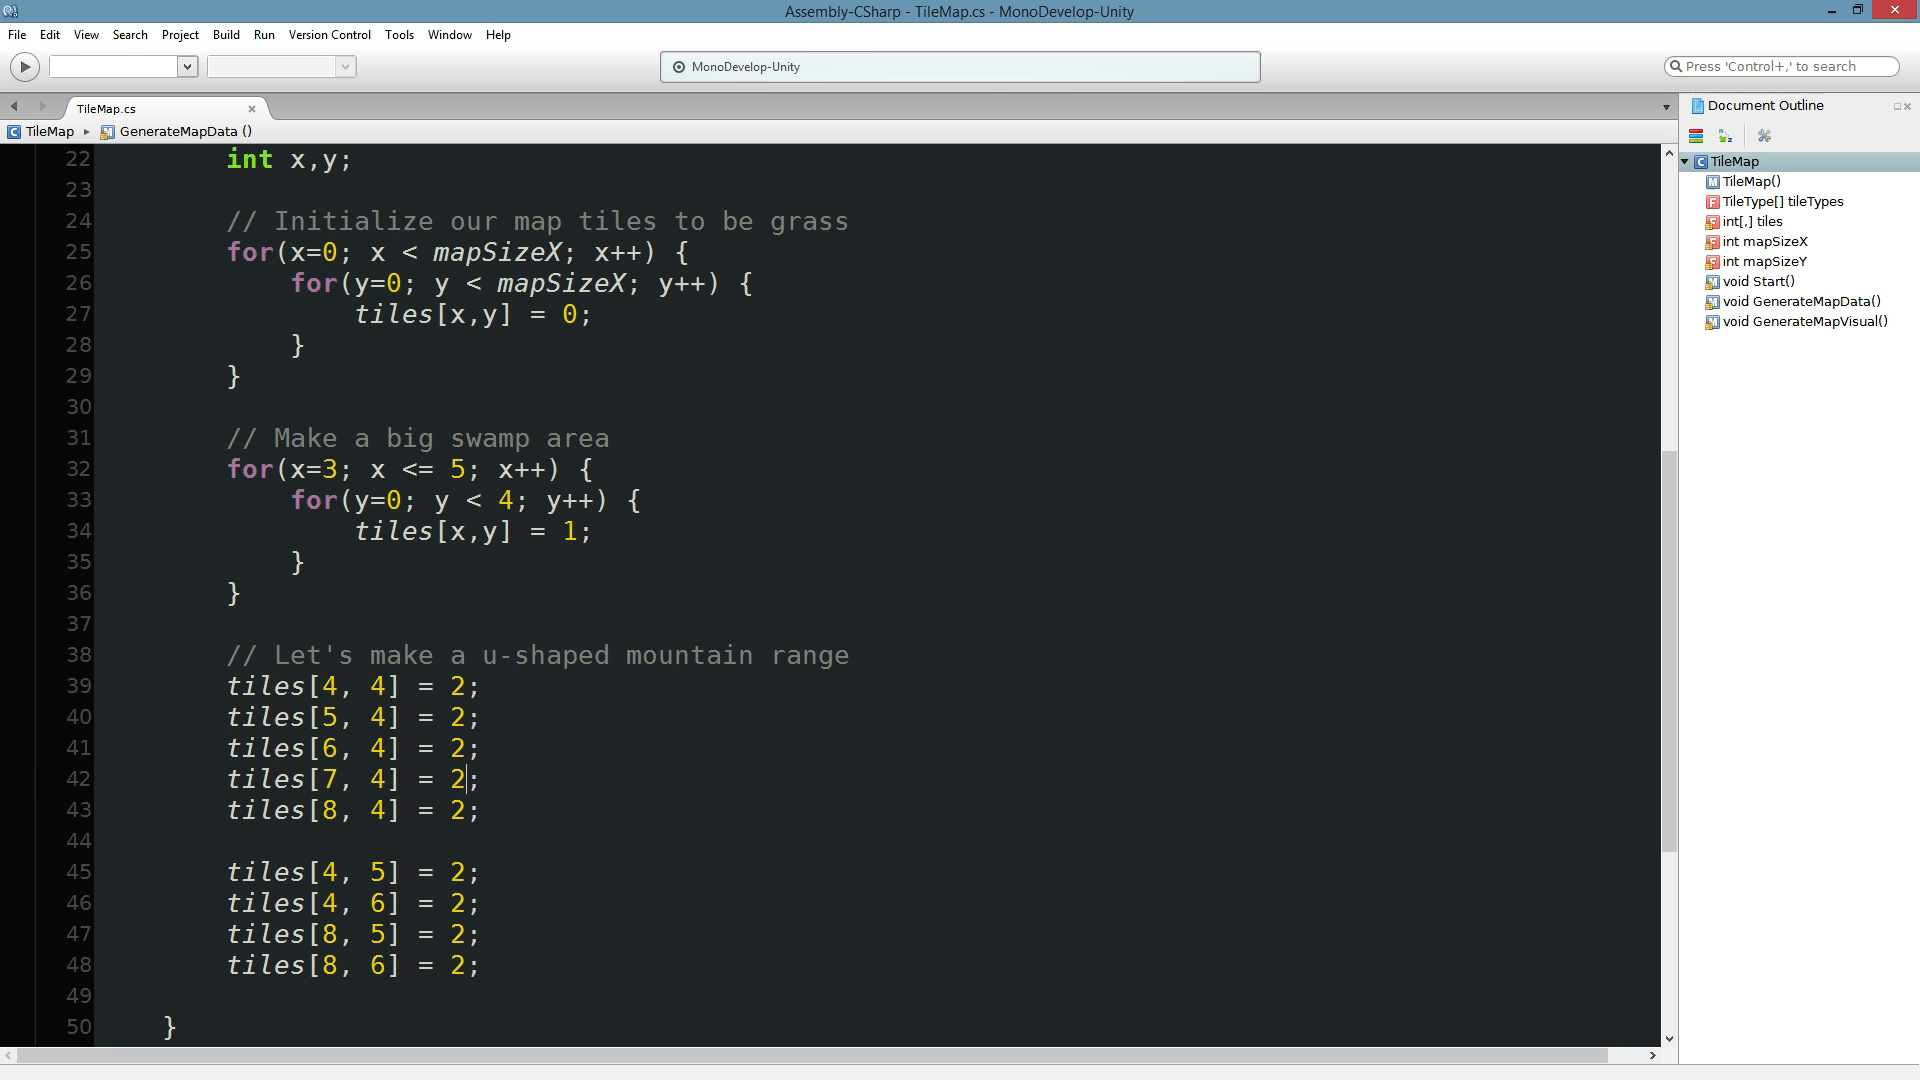 Assembly-CSharp - TileMap.cs - MonoDevelop-Unity
File Edit View Search Project Build Run Version Control Tools Window Help
MonoDevelop-Unity
Press 'Control+,' to search
TileMap.cs
Document Outline
TileMap GenerateMapData ()
22 int x,y;
23
24 // Initialize our map tiles to be grass
25 for(x=0; x < mapSizeX; x++) {
26 for(y=0; y < mapSizeX; y++) {
27 tiles[x,y] = 0;
28 }
29 }
30
31 // Make a big swamp area
32 for(x=3; x <= 5; x++) {
33 for(y=0; y < 4; y++) {
34 tiles[x,y] = 1;
35 }
36 }
37
38 // Let's make a u-shaped mountain range
39 tiles[4, 4] = 2;
40 tiles[5, 4] = 2;
41 tiles[6, 4] = 2;
42 tiles[7, 4] = 2;
43 tiles[8, 4] = 2;
44
45 tiles[4, 5] = 2;
46 tiles[4, 6] = 2;
47 tiles[8, 5] = 2;
48 tiles[8, 6] = 2;
49
50 }
TileMap
TileMap()
TileType[] tileTypes
int[,] tiles
int mapSizeX
int mapSizeY
void Start()
void GenerateMapData()
void GenerateMapVisual()